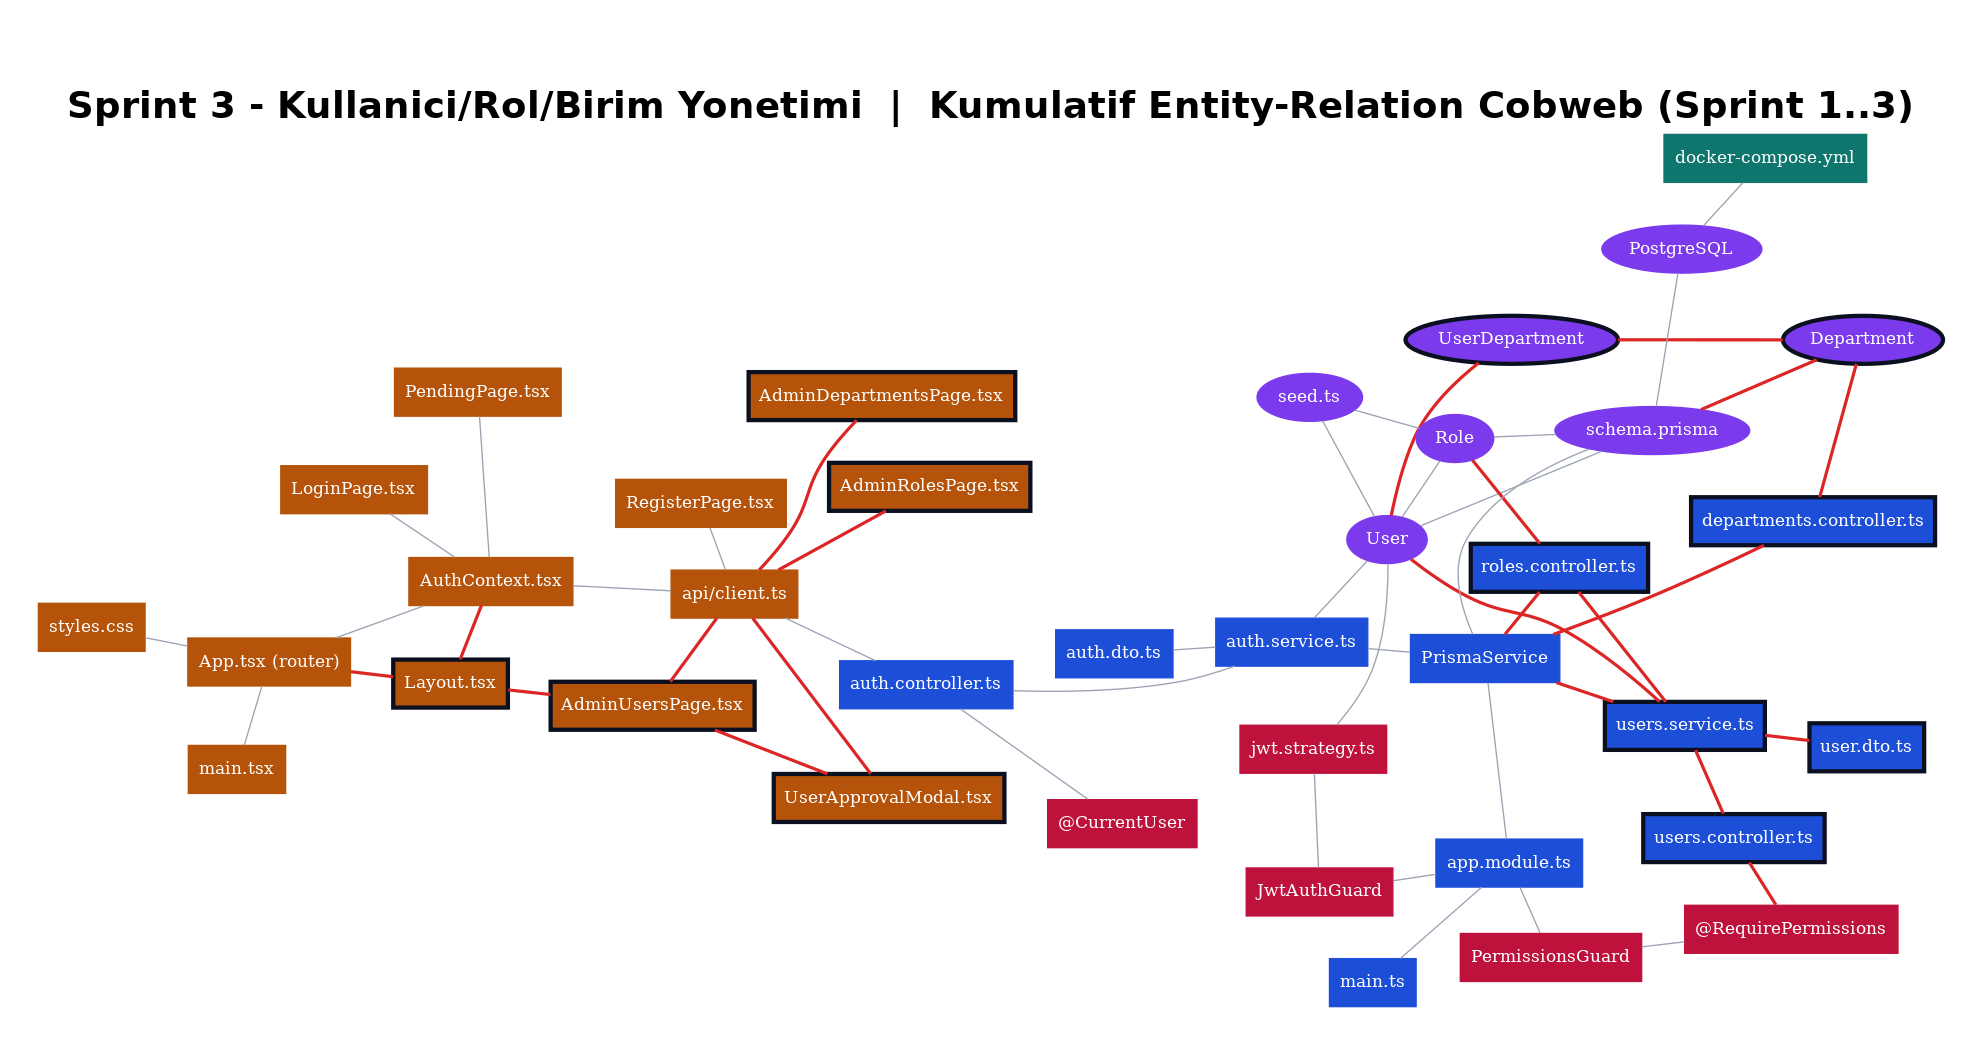 Sprint 3 - Kullanici/Rol/Birim Yonetimi | Kumulatif Entity-Relation Cobweb (Sprint 1..3)
docker-compose.yml
PostgreSQL
UserDepartment
Department
PendingPage.tsx
AdminDepartmentsPage.tsx
seed.ts
Role
schema.prisma
LoginPage.tsx
RegisterPage.tsx
AdminRolesPage.tsx
departments.controller.ts
User
roles.controller.ts
AuthContext.tsx
api/client.ts
styles.css
App.tsx (router)
Layout.tsx
auth.dto.ts
auth.service.ts
PrismaService
auth.controller.ts
AdminUsersPage.tsx
users.service.ts
user.dto.ts
jwt.strategy.ts
main.tsx
UserApprovalModal.tsx
@CurrentUser
users.controller.ts
app.module.ts
JwtAuthGuard
@RequirePermissions
PermissionsGuard
main.ts